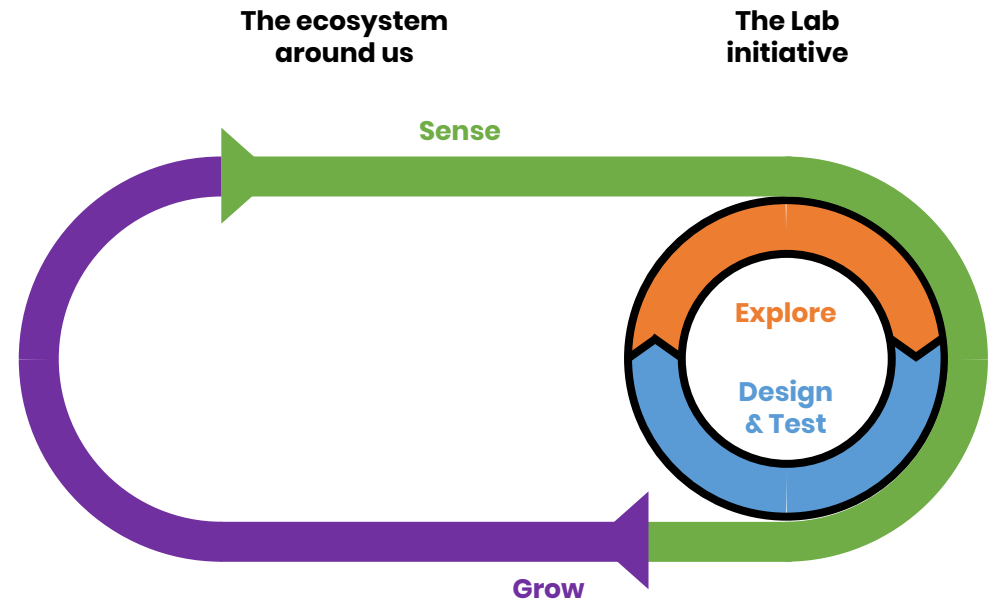 The ecosystem
around us
The Lab
initiative
Sense
Explore
Design
& Test
Grow